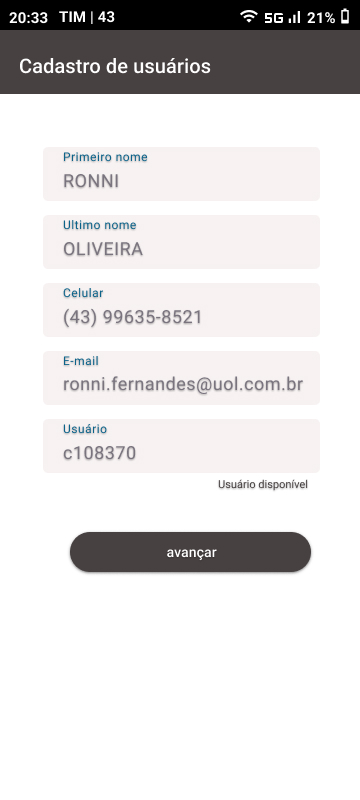 20:33 TIM | 43 5G 21%
Cadastro de usuários
Primeiro nome
RONNI
Ultimo nome
OLIVEIRA
Celular
(43) 99635-8521
E-mail
ronni.fernandes@uol.com.br
Usuário
c108370
Usuário disponível
avançar